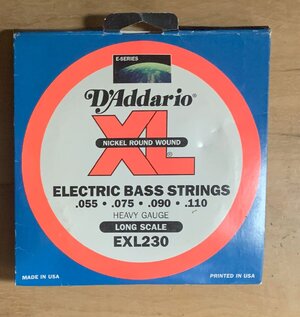 E-SERIES
D'Addario®
XL®
NICKEL ROUND WOUND
ELECTRIC BASS STRINGS
.055 • .075 • .090 • .110
HEAVY GAUGE
LONG SCALE
EXL230
MADE IN USA
PRINTED IN USA